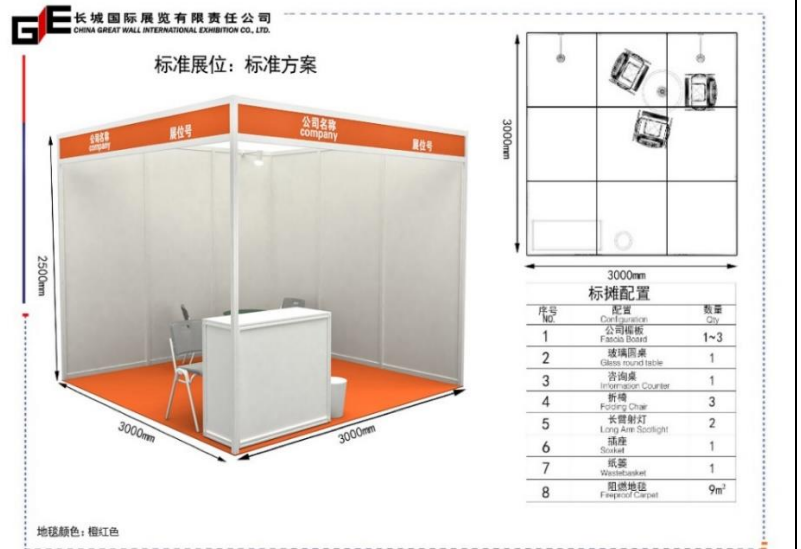 GIE 长城国际展览有限责任公司
CHINA GREAT WALL INTERNATIONAL EXHIBITION CO., LTD.
标准展位：标准方案
公司名称
company
展位号
公司名称
company
展位号
2500mm
3000mm
3000mm
3000mm
3000mm
标摊配置
序号 配置 数量
NO. Configuration Qty
1 公司楣板 1~3
Fascia Board
2 玻璃圆桌 1
Glass round table
3 咨询桌 1
Information Counter
4 折椅 3
Folding Chair
5 长臂射灯 2
Long Arm Spotlight
6 插座 1
Socket
7 纸篓 1
Wastebasket
8 阻燃地毯 9m²
Fireproof Carpet
地毯颜色：橙红色